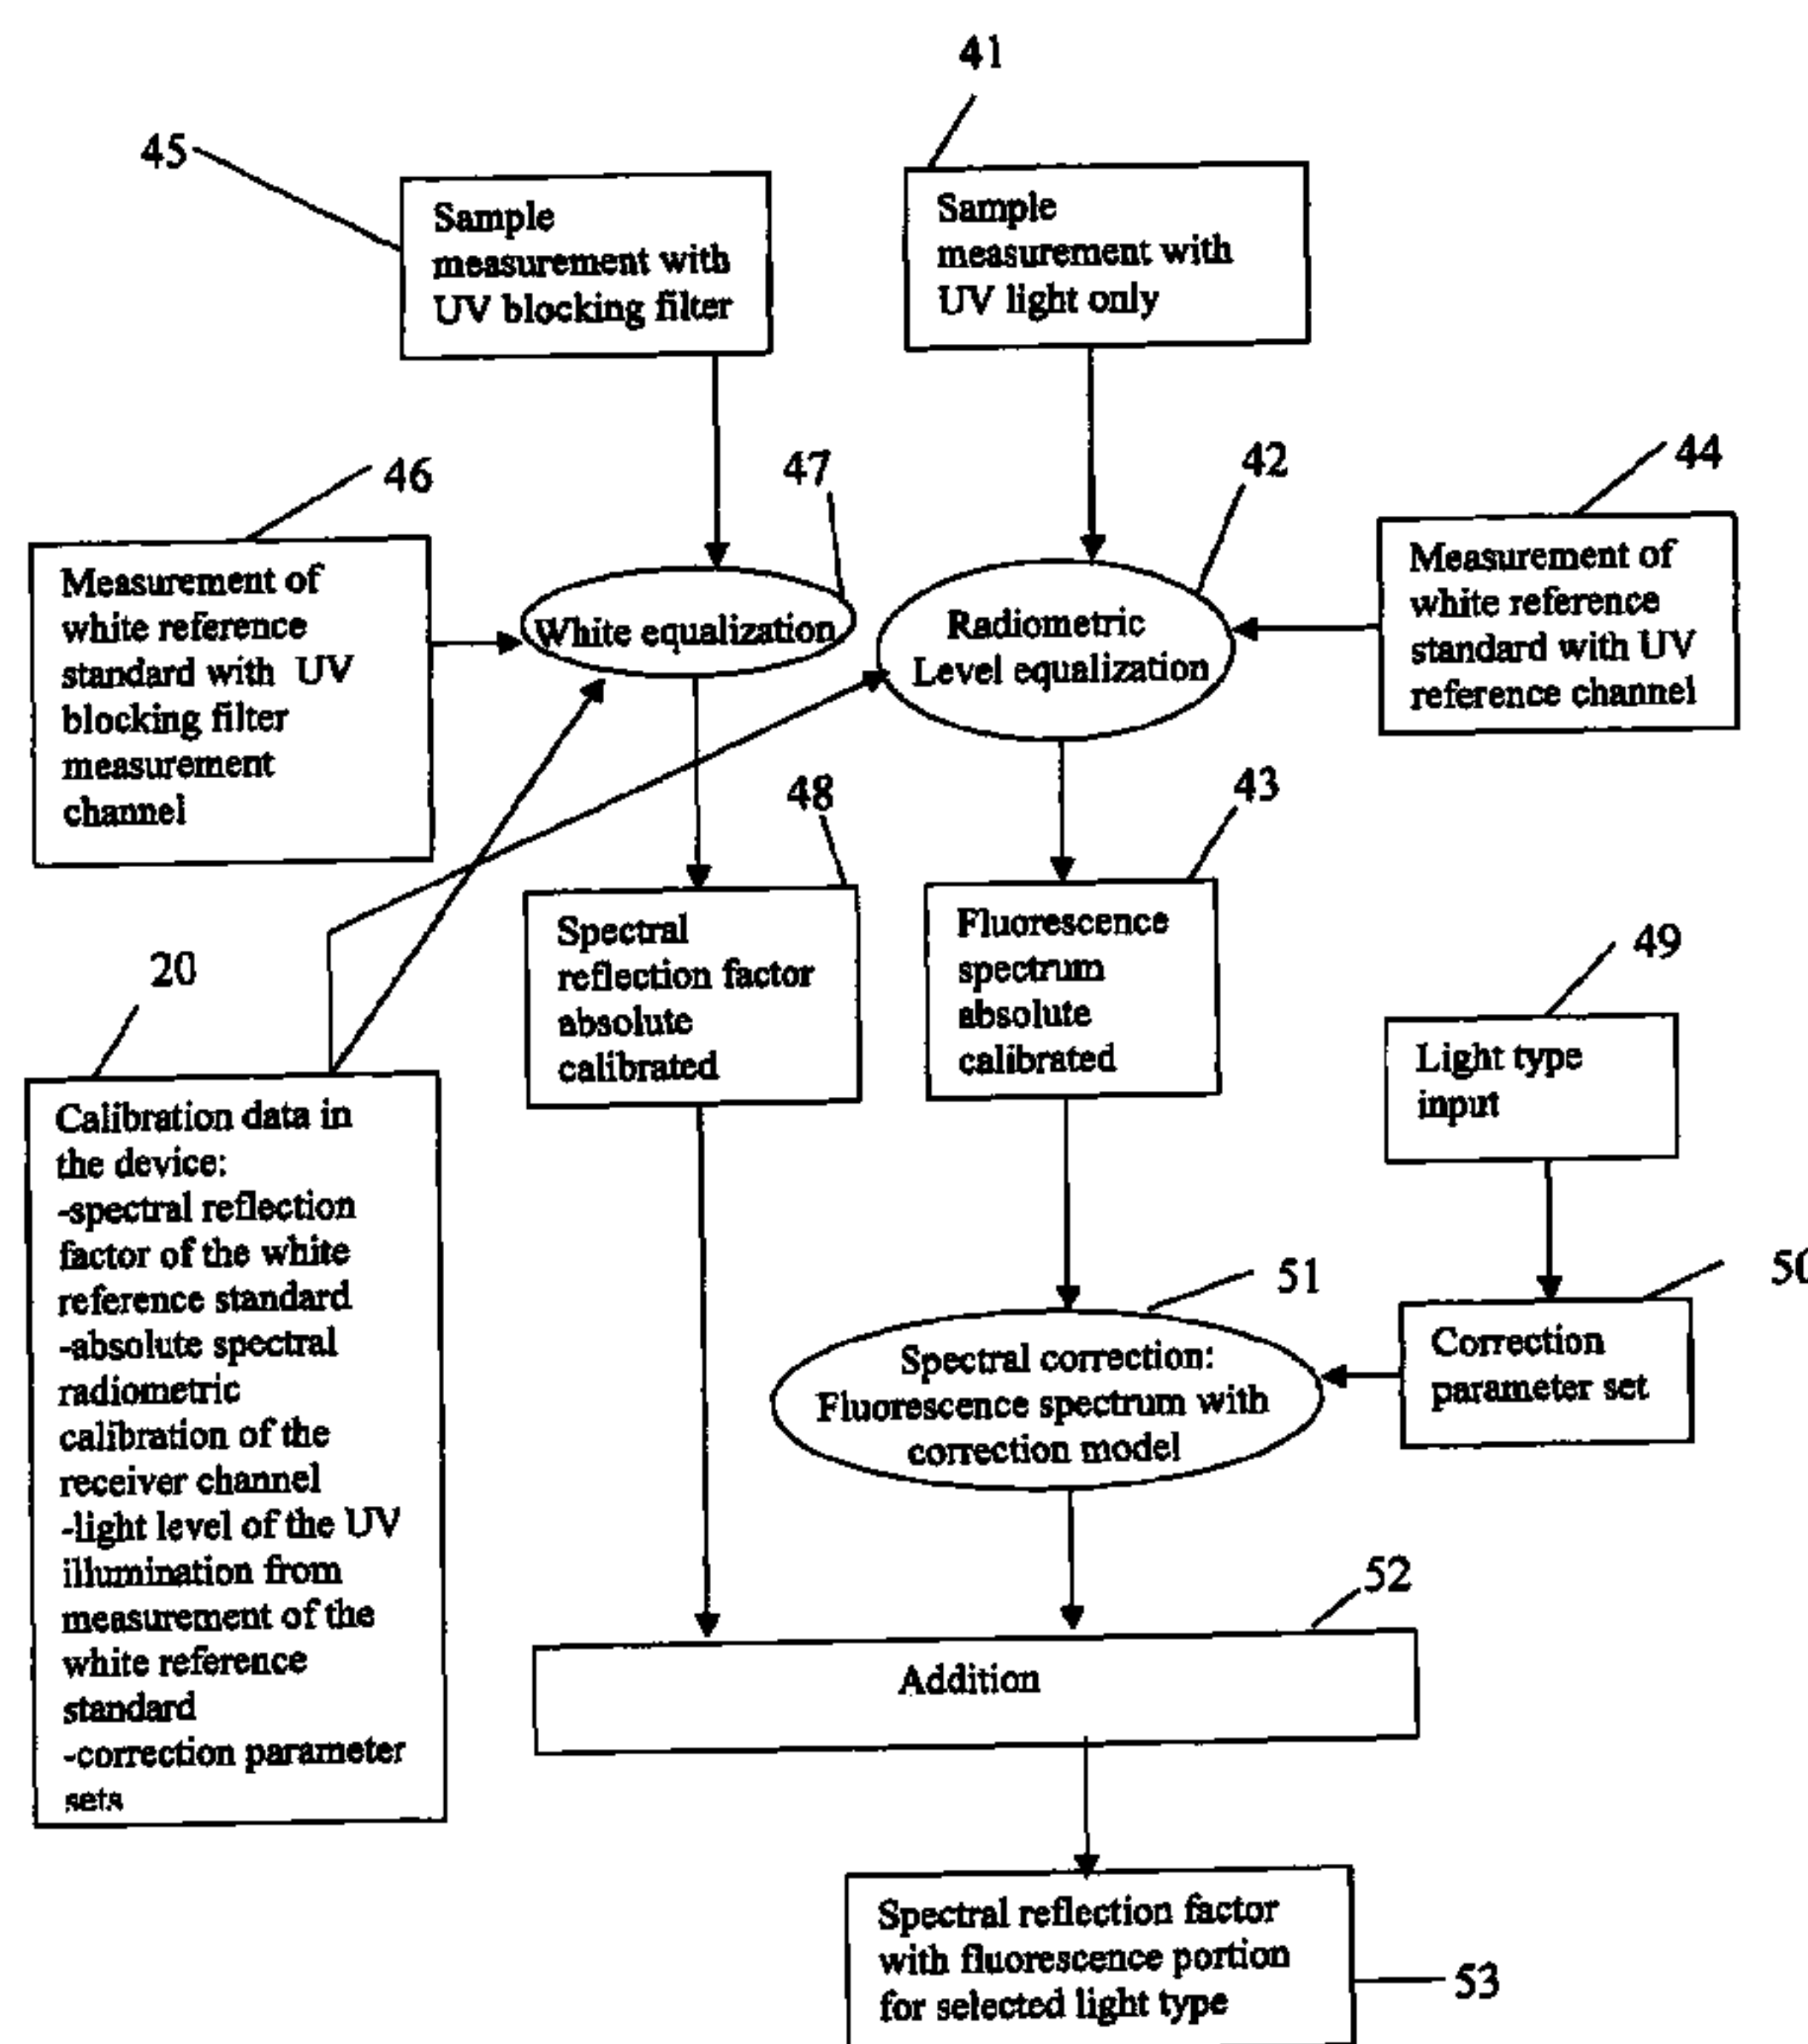 41
45
Sample
measurement with
UV blocking filter
Sample
measurement with
UV light only
46
47
42
44
Measurement of
white reference
standard with UV
blocking filter
measurement
channel
White equalization
Radiometric
Level equalization
Measurement of
white reference
standard with UV
reference channel
48
43
20
Spectral
reflection factor
absolute
calibrated
Fluorescence
spectrum
absolute
calibrated
49
Light type
input
Calibration data in
the device:
-spectral reflection
factor of the white
reference standard
-absolute spectral
radiometric
calibration of the
receiver channel
-light level of the UV
illumination from
measurement of the
white reference
standard
-correction parameter
sets
51
50
Spectral correction:
Fluorescence spectrum with
correction model
Correction
parameter set
52
Addition
Spectral reflection factor
with fluorescence portion
for selected light type
53